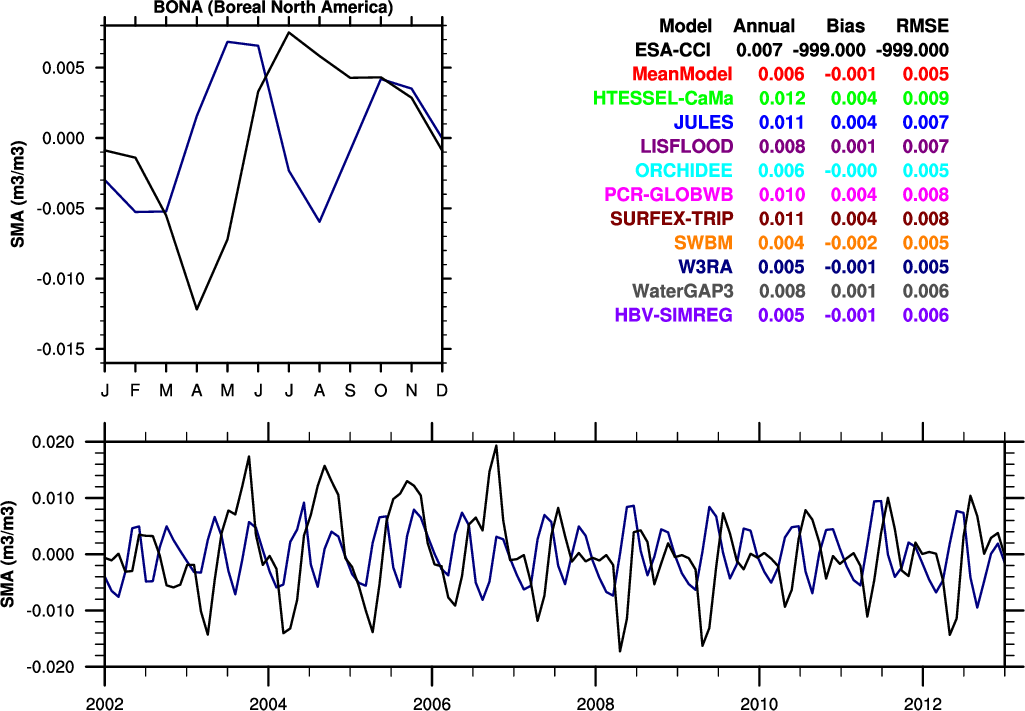 BONA (Boreal North America)
Model Annual Bias RMSE
ESA-CCI 0.007 -999.000 -999.000
MeanModel 0.006 -0.001 0.005
HTESSEL-CaMa 0.012 0.004 0.009
JULES 0.011 0.004 0.007
LISFLOOD 0.008 0.001 0.007
ORCHIDEE 0.006 -0.000 0.005
PCR-GLOBWB 0.010 0.004 0.008
SURFEX-TRIP 0.011 0.004 0.008
SWBM 0.004 -0.002 0.005
W3RA 0.005 -0.001 0.005
WaterGAP3 0.008 0.001 0.006
HBV-SIMREG 0.005 -0.001 0.006
SMA (m3/m3)
0.005
0.000
-0.005
-0.010
-0.015
J F M A M J J A S O N D
SMA (m3/m3)
0.020
0.010
0.000
-0.010
-0.020
2002 2004 2006 2008 2010 2012